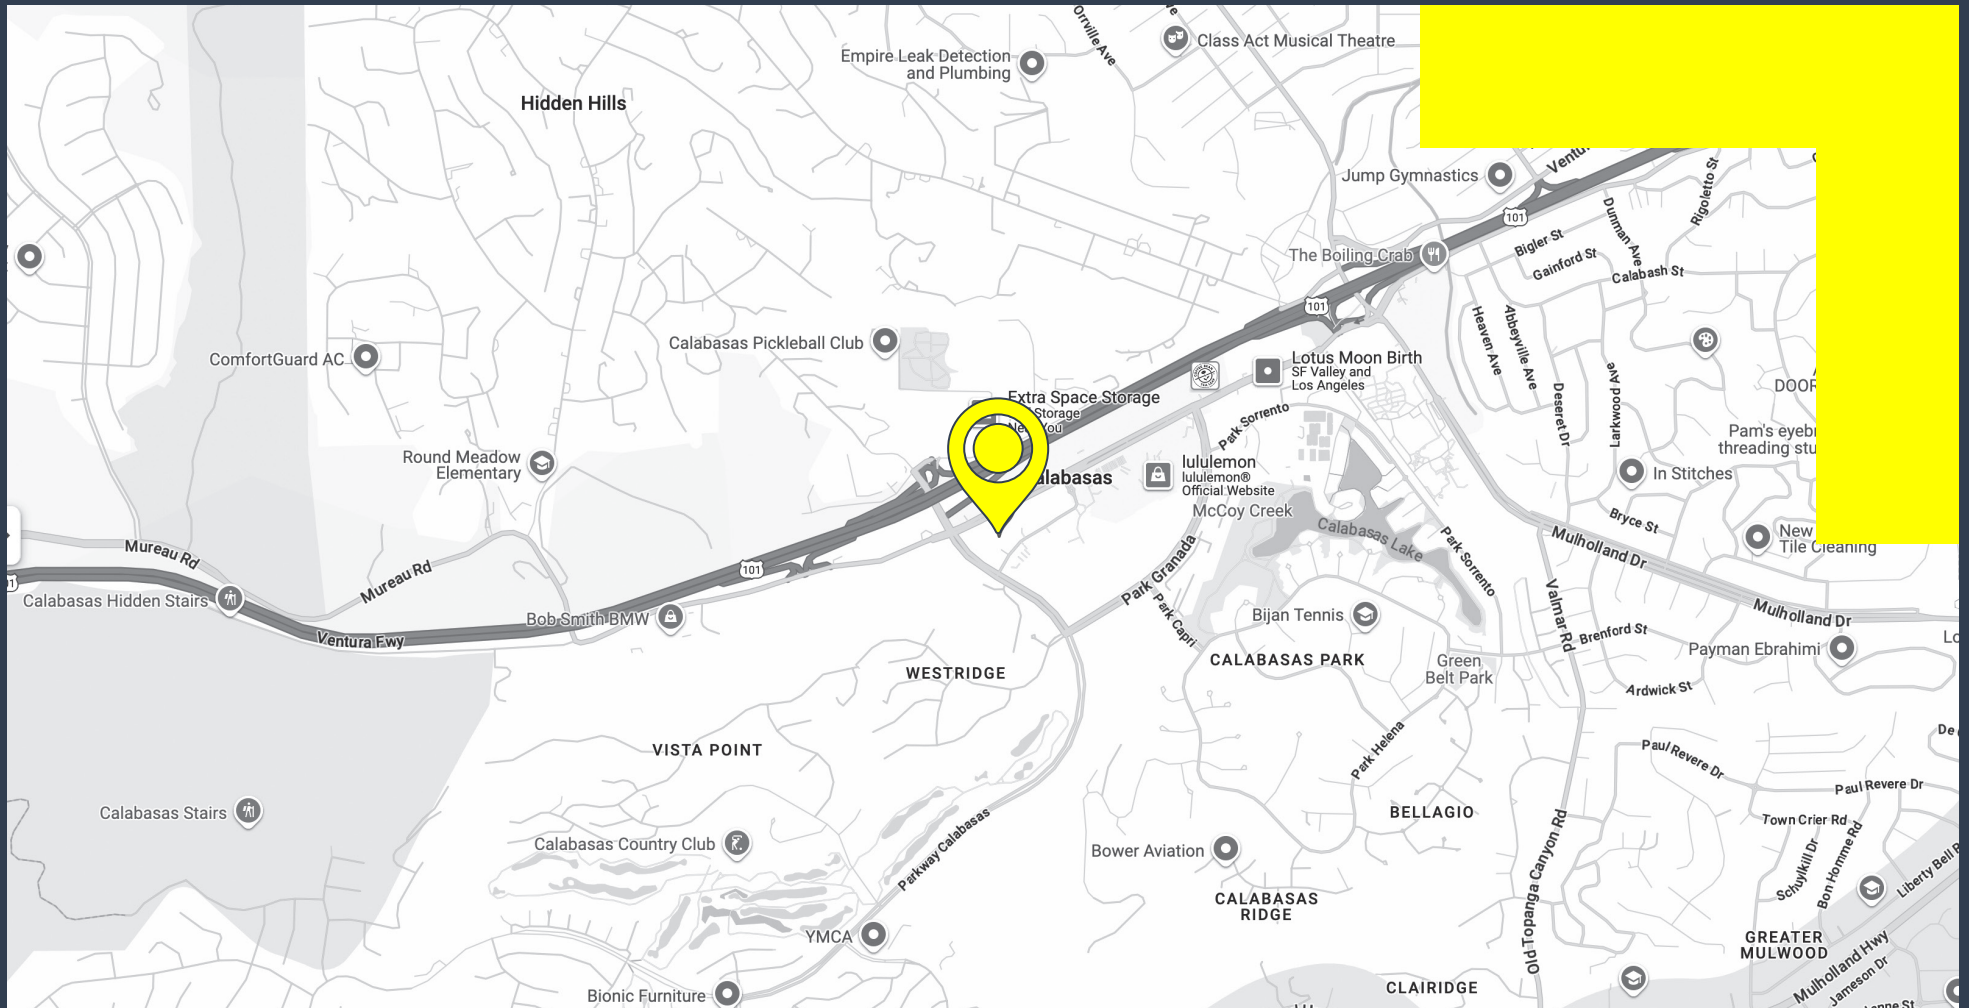 Orrville Ave
Class Act Musical Theatre
Empire Leak Detection
and Plumbing
Hidden Hills
Jump Gymnastics
101
Rigoletto St
Dunman Ave
Bigler St
Gainford St
Calabash St
The Boiling Crab
101
Heaven Ave
Abbeyville Ave
Calabasas Pickleball Club
ComfortGuard AC
Lotus Moon Birth
SF Valley and
Los Angeles
Larkwood Ave
Deseret Dr
Extra Space Storage
Storage
You
Park Sorrento
Round Meadow
Elementary
lululemon
lululemon®
Official Website
McCoy Creek
In Stitches
Bryce St
Calabasas Lake
Park Sorrento
Mulholland Dr
New
Tile Cleaning
Mureau Rd
Mureau Rd
101
Park Granada
Park Capri
Calabasas Hidden Stairs
Ventura Fwy
Bob Smith BMW
Bijan Tennis
Valmar Rd
Brenford St
Mulholland Dr
Payman Ebrahimi
WESTRIDGE
CALABASAS PARK
Green
Belt Park
Ardwick St
VISTA POINT
Park Helena
Paul Revere Dr
Paul Revere Dr
Calabasas Stairs
BELLAGIO
Town Crier Rd
Schuylkill Dr
Bon Homme Rd
Calabasas Country Club
Parkway Calabasas
Bower Aviation
Old Topanga Canyon Rd
Liberty Bell R
CALABASAS
RIDGE
YMCA
GREATER
MULWOOD
Mulholland Hwy
Jameson Dr
Bionic Furniture
CLAIRIDGE